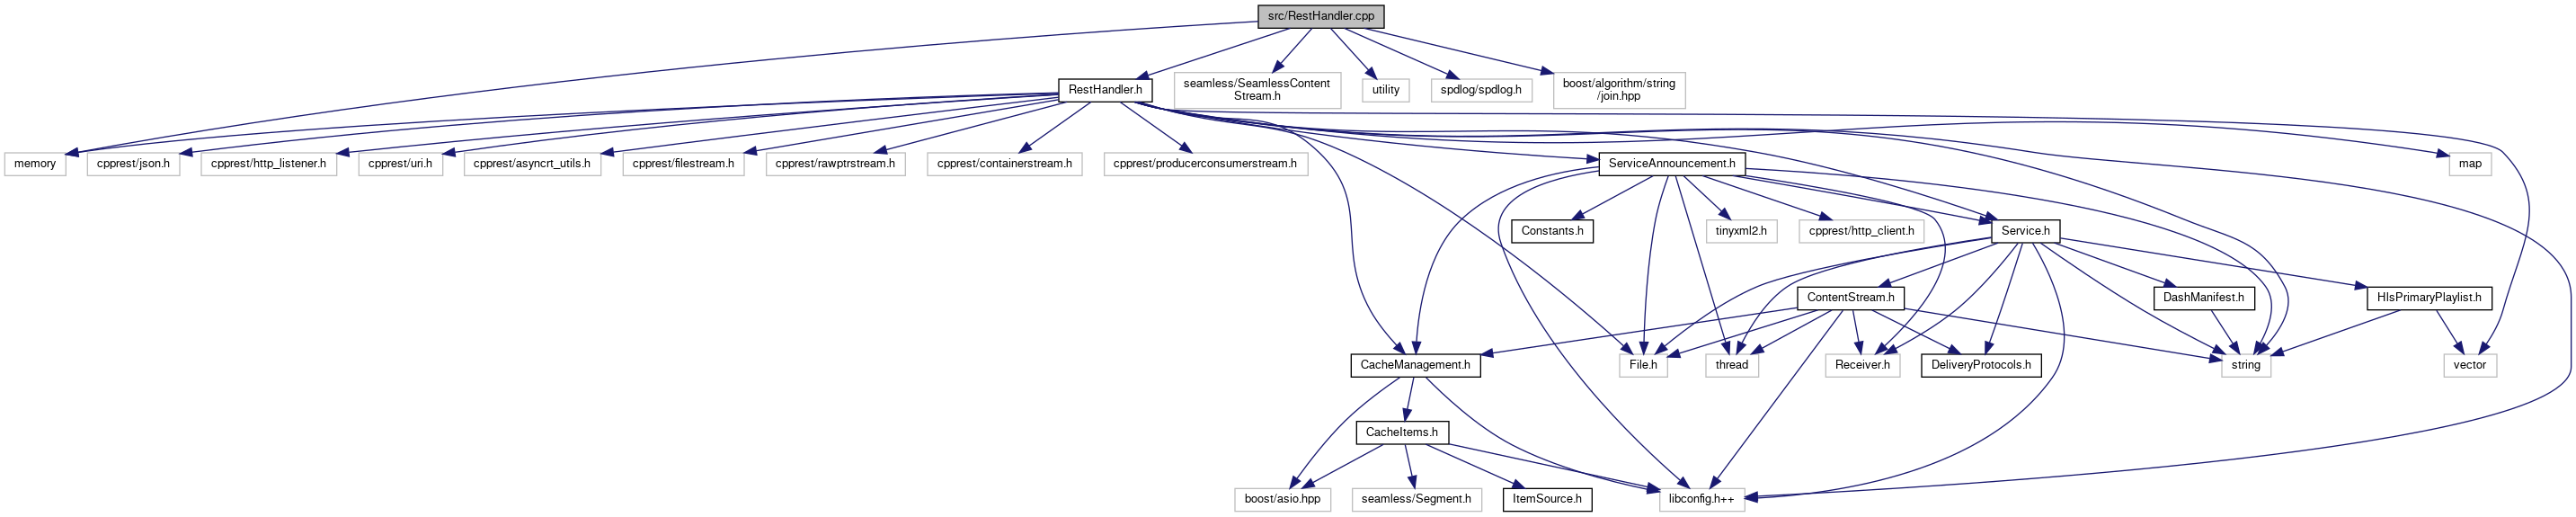 src/RestHandler.cpp
RestHandler.h
seamless/SeamlessContent
Stream.h
utility
spdlog/spdlog.h
boost/algorithm/string
/join.hpp
memory
cpprest/json.h
cpprest/http_listener.h
cpprest/uri.h
cpprest/asyncrt_utils.h
cpprest/filestream.h
cpprest/rawptrstream.h
cpprest/containerstream.h
cpprest/producerconsumerstream.h
ServiceAnnouncement.h
map
Constants.h
tinyxml2.h
cpprest/http_client.h
Service.h
ContentStream.h
DashManifest.h
HlsPrimaryPlaylist.h
CacheManagement.h
File.h
thread
Receiver.h
DeliveryProtocols.h
string
vector
CacheItems.h
boost/asio.hpp
seamless/Segment.h
ItemSource.h
libconfig.h++